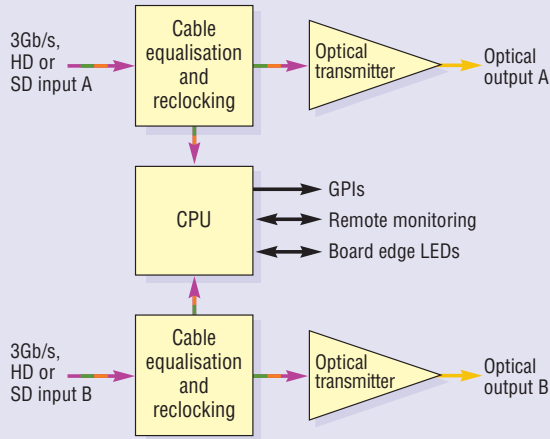 3Gb/s,
HD or
SD input A
Cable
equalisation
and
reclocking
Optical
transmitter
Optical
output A
CPU
GPIs
Remote monitoring
Board edge LEDs
3Gb/s,
HD or
SD input B
Cable
equalisation
and
reclocking
Optical
transmitter
Optical
output B